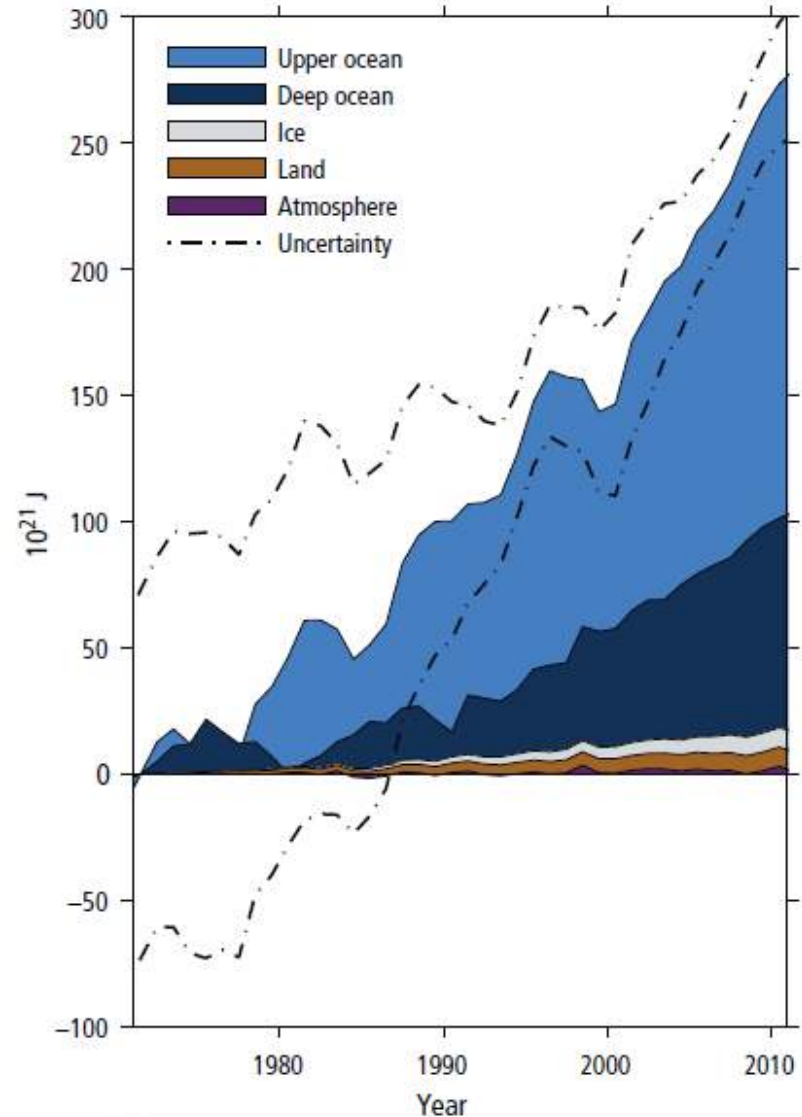 300
250
200
150
100
50
0
−50
−100
10²¹ J
Upper ocean
Deep ocean
Ice
Land
Atmosphere
Uncertainty
1980 1990 2000 2010
Year